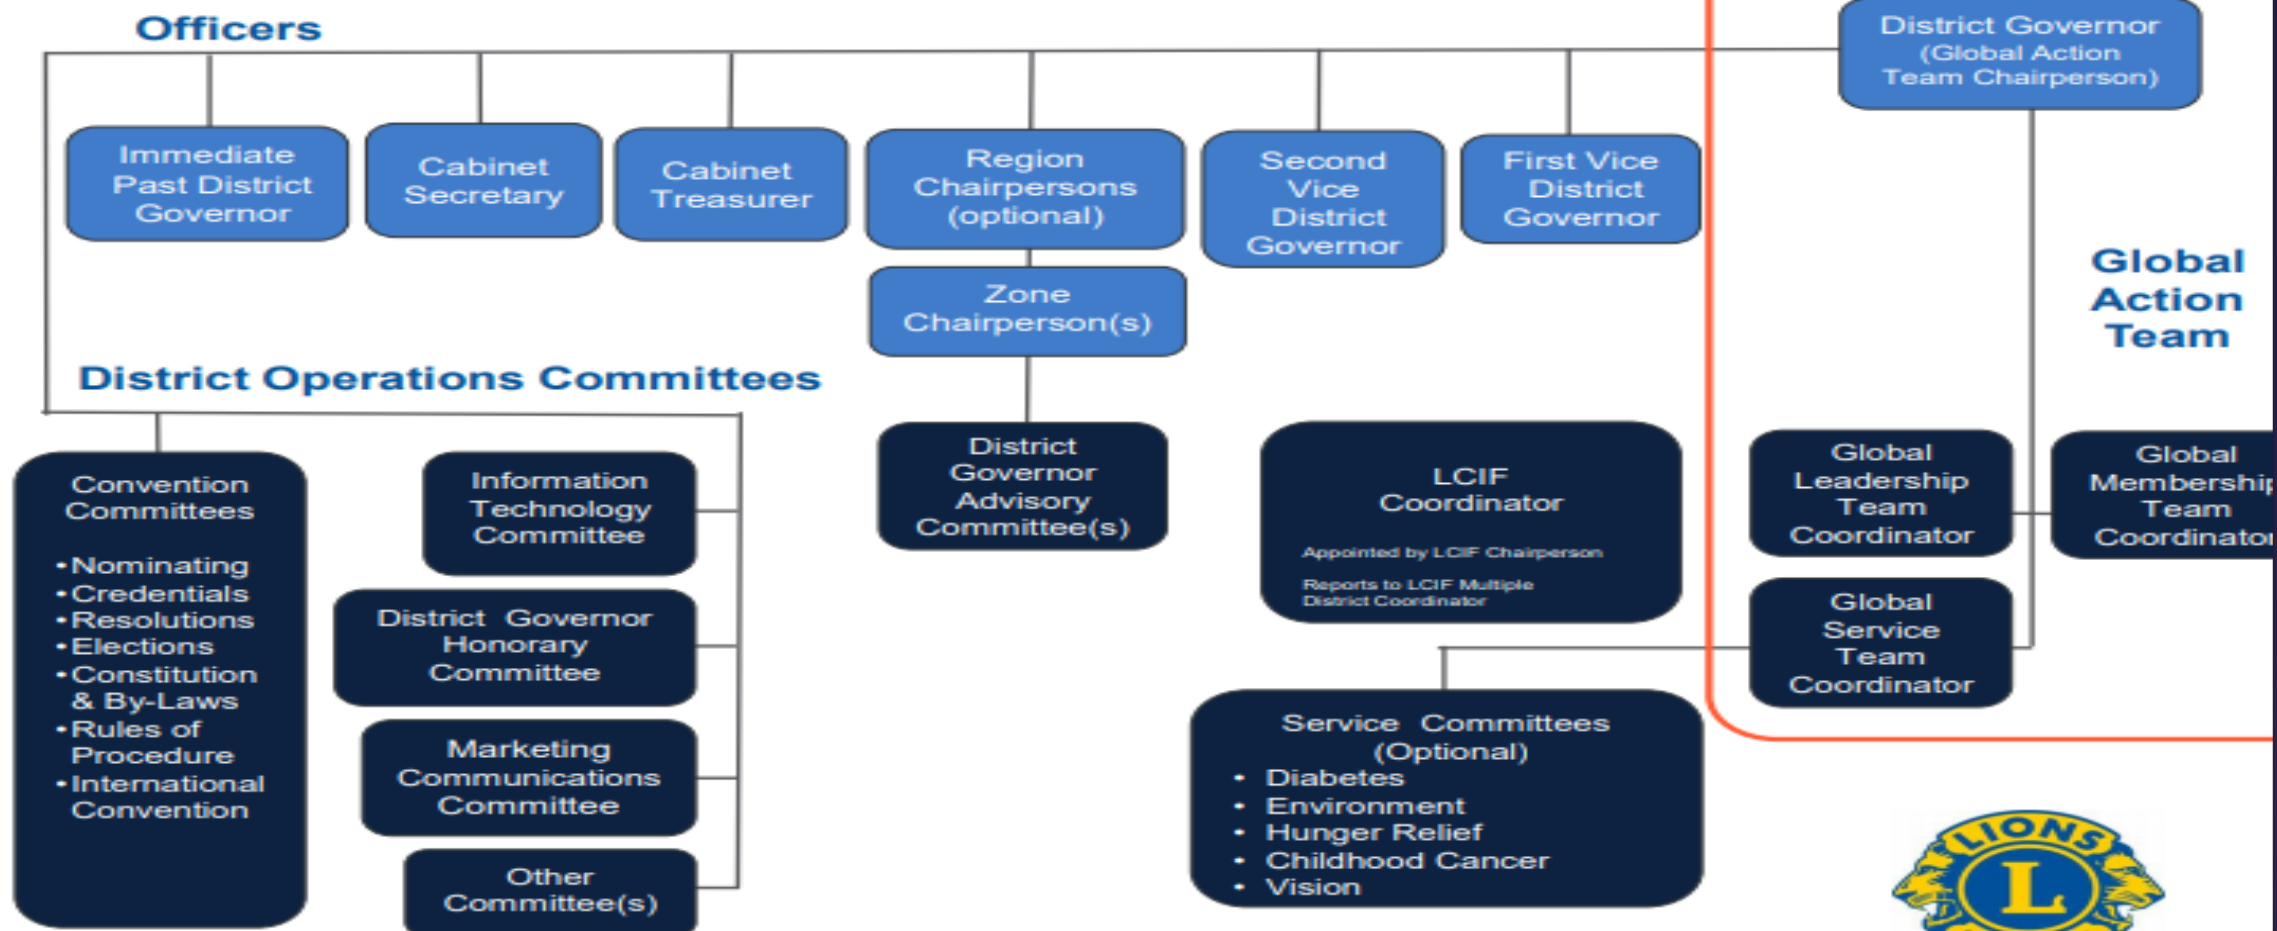 Officers
District Governor
(Global Action
Team Chairperson)
Immediate
Past District
Governor
Cabinet
Secretary
Cabinet
Treasurer
Region
Chairpersons
(optional)
Second
Vice
District
Governor
First Vice
District
Governor
Zone
Chairperson(s)
Global
Action
Team
District Operations Committees
Convention
Committees
•Nominating
•Credentials
•Resolutions
•Elections
•Constitution
& By-Laws
•Rules of
Procedure
•International
Convention
Information
Technology
Committee
District Governor
Honorary
Committee
Marketing
Communications
Committee
Other
Committee(s)
District
Governor
Advisory
Committee(s)
LCIF
Coordinator
Appointed by LCIF Chairperson
Reports to LCIF Multiple
District Coordinator
Global
Leadership
Team
Coordinator
Global
Membership
Team
Coordinator
Global
Service
Team
Coordinator
Service Committees
(Optional)
• Diabetes
• Environment
• Hunger Relief
• Childhood Cancer
• Vision
LIONS
L